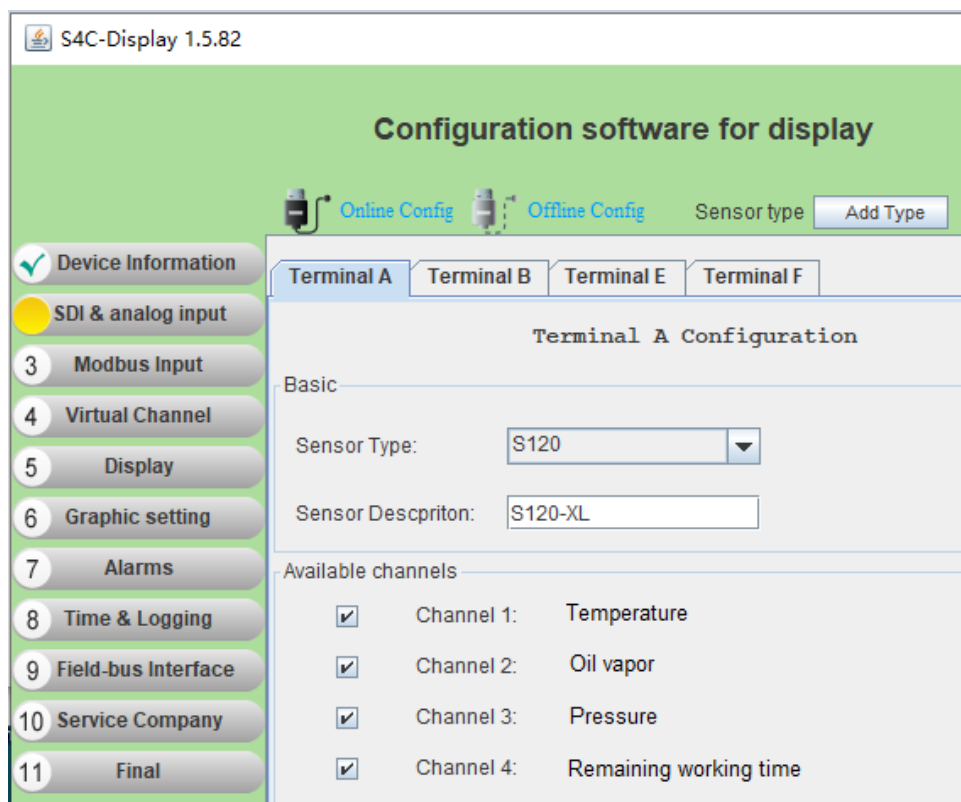 S4C-Display 1.5.82
Configuration software for display
Online Config Offline Config Sensor type Add Type
Device Information
SDI & analog input
3 Modbus Input
4 Virtual Channel
5 Display
6 Graphic setting
7 Alarms
8 Time & Logging
9 Field-bus Interface
10 Service Company
11 Final
Terminal A Terminal B Terminal E Terminal F
Terminal A Configuration
Basic
Sensor Type: S120
Sensor Descpriton: S120-XL
Available channels
Channel 1: Temperature
Channel 2: Oil vapor
Channel 3: Pressure
Channel 4: Remaining working time